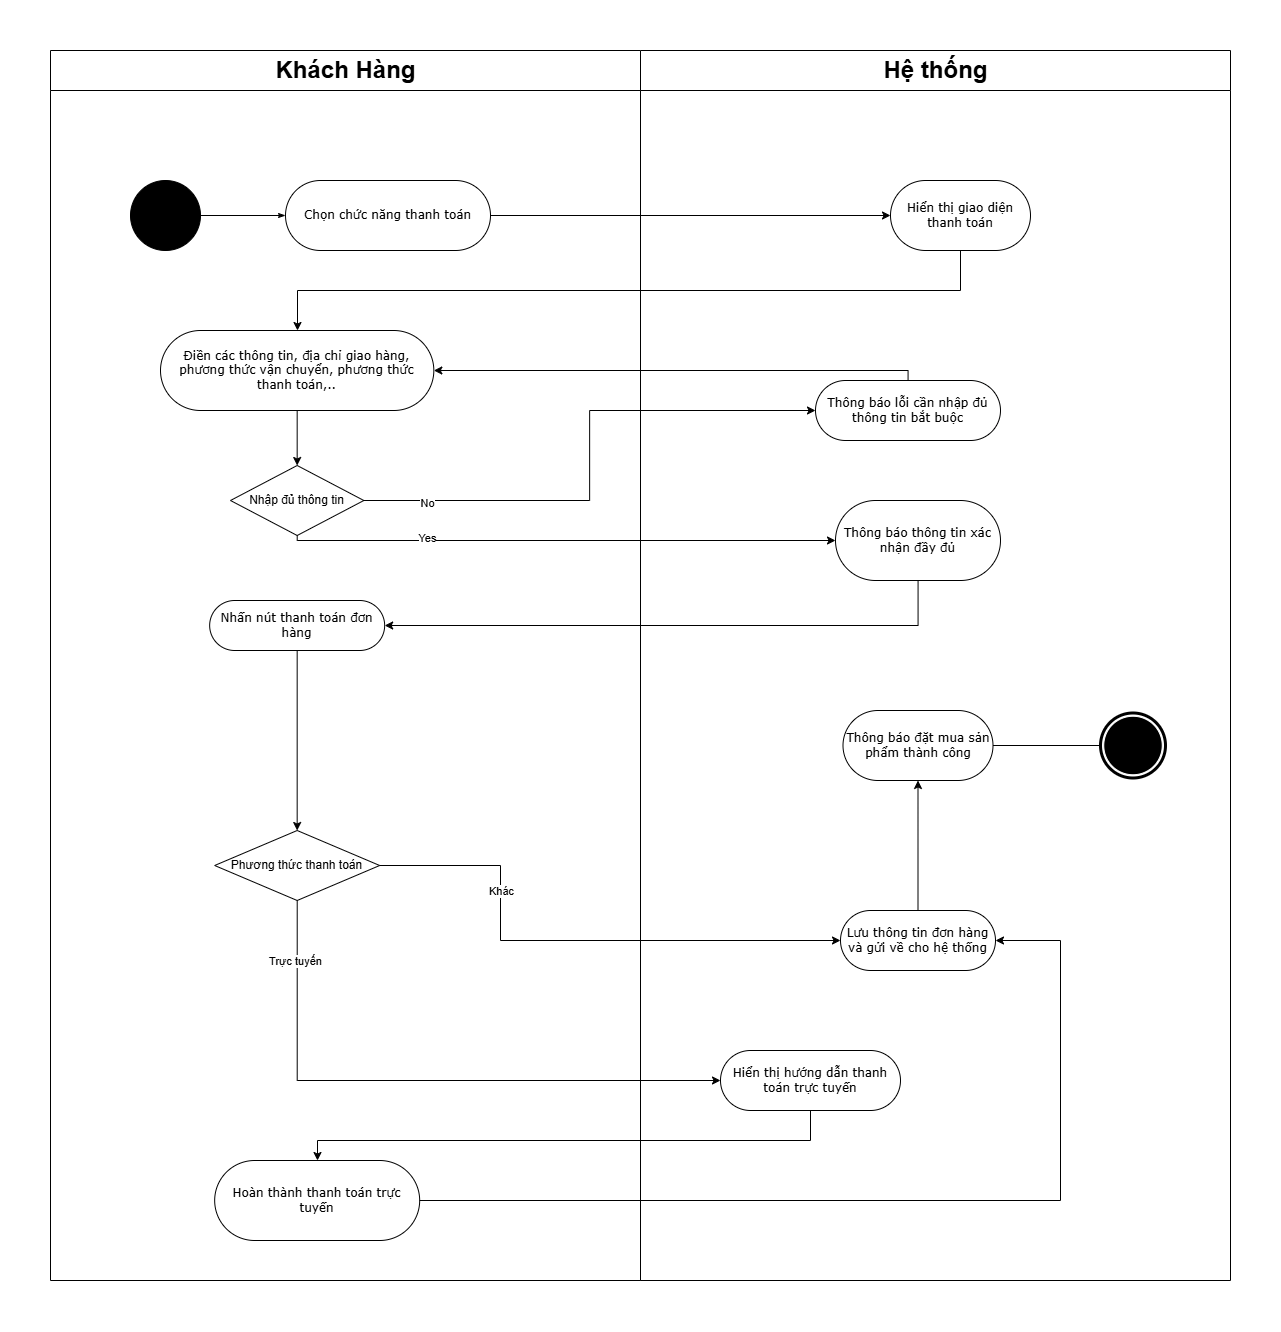 Khách Hàng
Hệ thống
Chọn chức năng thanh toán
Hiển thị giao diện
thanh toán
Điền các thông tin, địa chỉ giao hàng,
phương thức vận chuyển, phương thức
thanh toán,..
Thông báo lỗi cần nhập đủ
thông tin bắt buộc
Nhập đủ thông tin
No
Yes
Thông báo thông tin xác
nhận đầy đủ
Nhấn nút thanh toán đơn
hàng
Thông báo đặt mua sản
phẩm thành công
Phương thức thanh toán
Khác
Lưu thông tin đơn hàng
và gửi về cho hệ thống
Trực tuyến
Hiển thị hướng dẫn thanh
toán trực tuyến
Hoàn thành thanh toán trực
tuyến